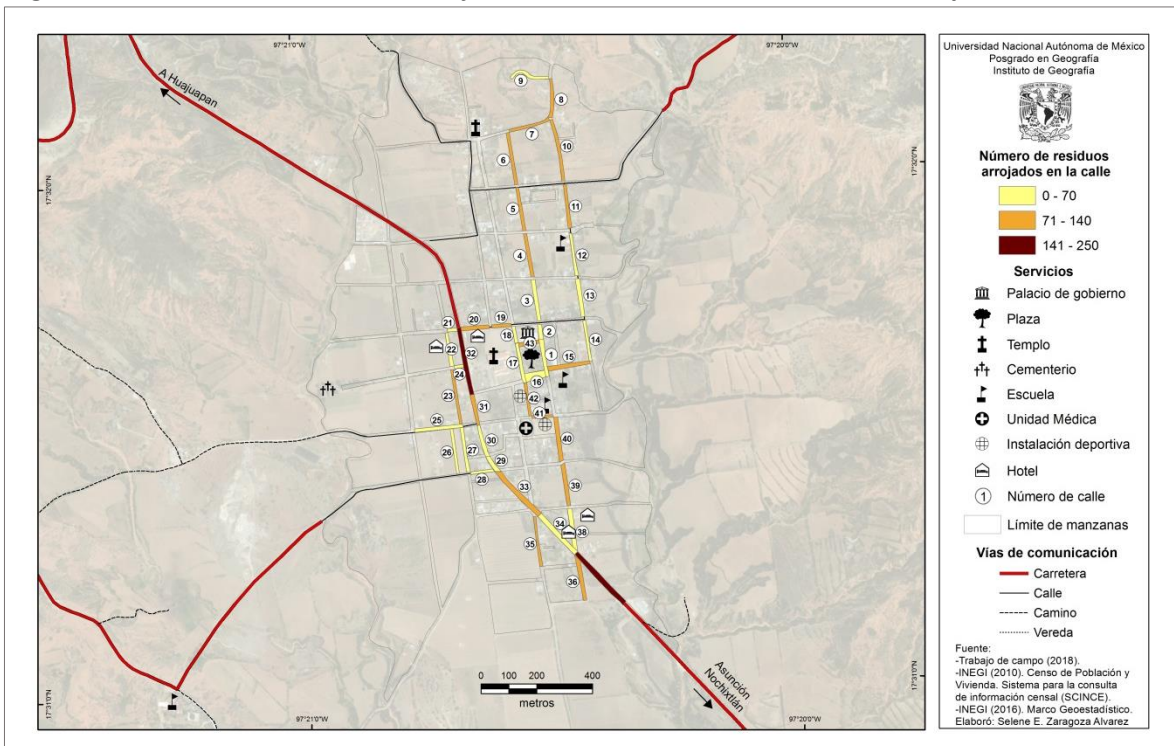 97°21'0"W
97°20'0"W
17°32'0"N
17°32'0"N
A Huajuapan
9
8
7
10
6
5
11
4
12
3
13
21
20
19
18
2
43
14
22
32
17
1
15
24
16
23
42
31
41
25
30
40
26
27
29
28
33
39
34
38
35
36
0 100 200 400
metros
Asunción
Nochixtlán
17°31'0"N
17°31'0"N
97°21'0"W
97°20'0"W
Universidad Nacional Autónoma de México
Posgrado en Geografía
Instituto de Geografía
Número de residuos
arrojados en la calle
0 - 70
71 - 140
141 - 250
Servicios
Palacio de gobierno
Plaza
Templo
Cementerio
Escuela
Unidad Médica
Instalación deportiva
Hotel
1 Número de calle
Límite de manzanas
Vías de comunicación
Carretera
Calle
Camino
Vereda
Fuente:
-Trabajo de campo (2018).
-INEGI (2010). Censo de Población y
Vivienda. Sistema para la consulta
de información censal (SCINCE).
-INEGI (2016). Marco Geoestadístico.
Elaboró: Selene E. Zaragoza Alvarez